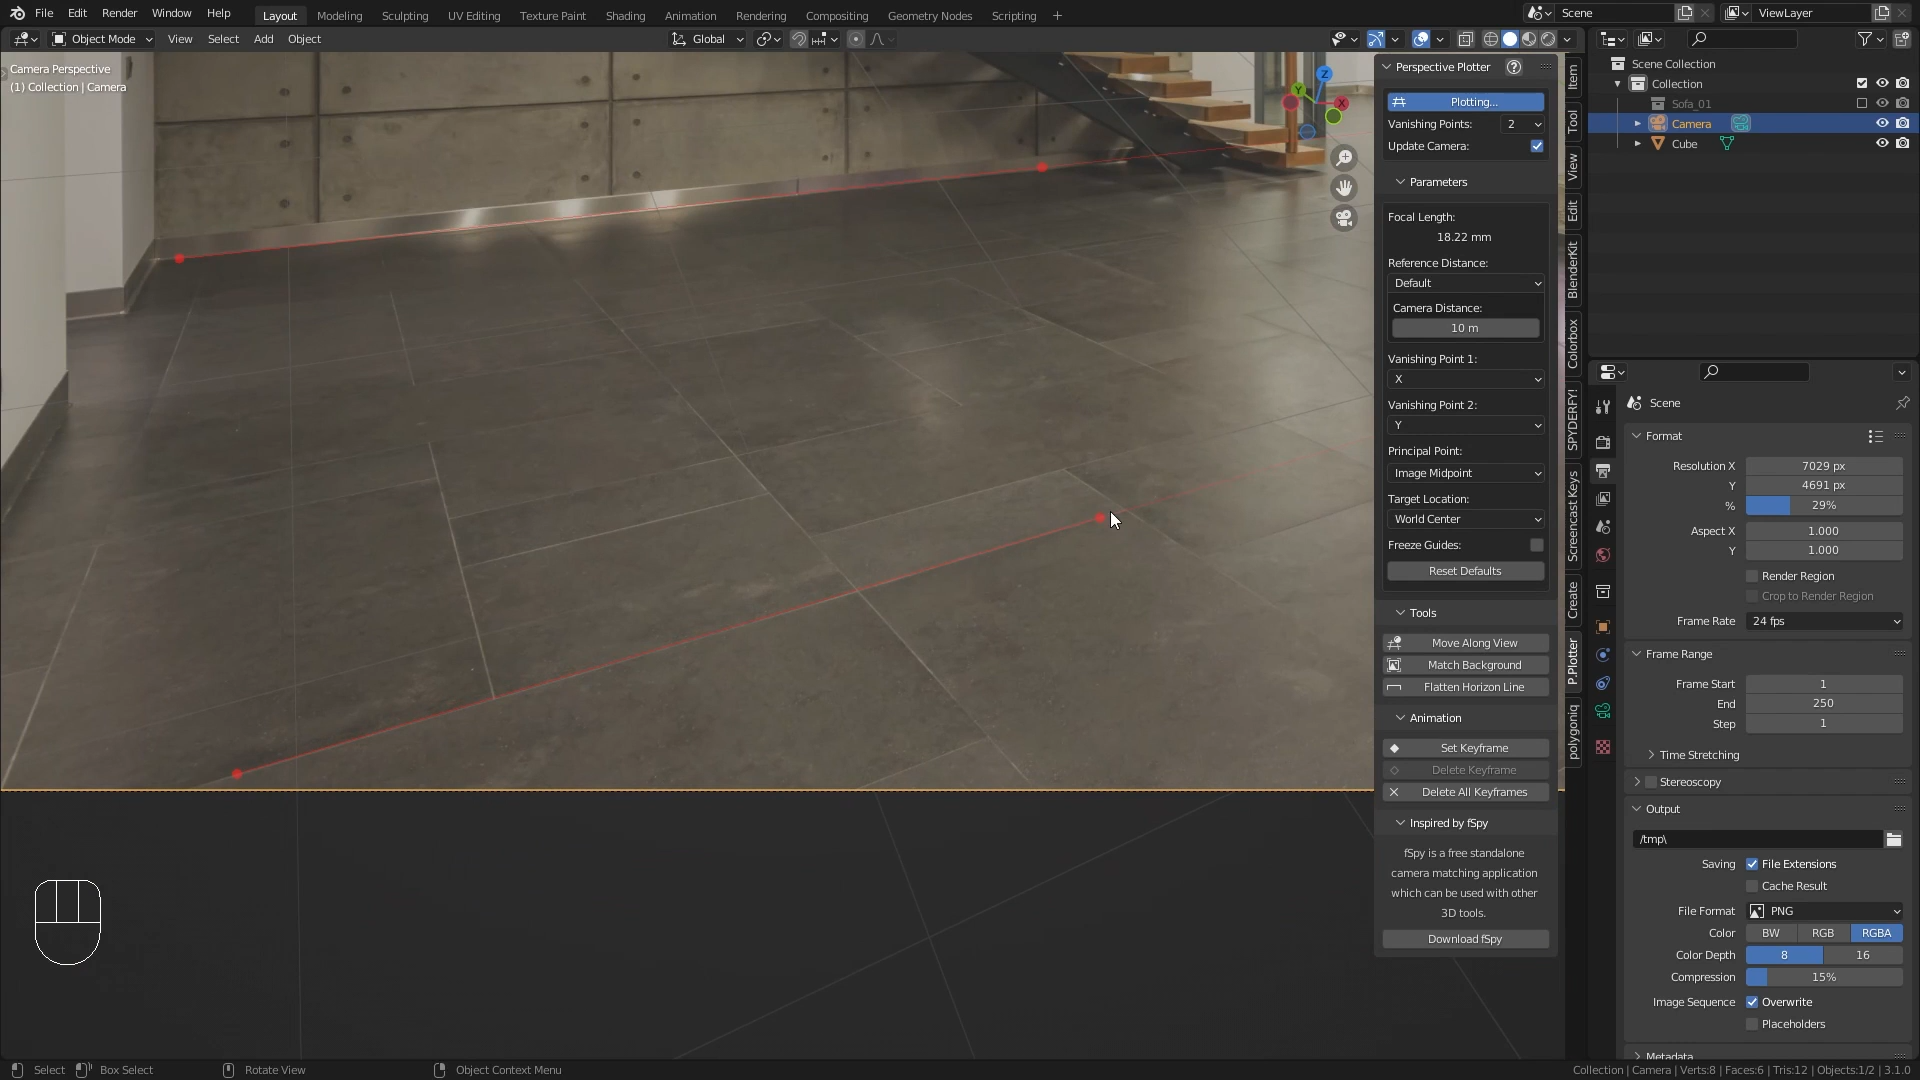 File Edit Render Window Help Layout Modeling Sculpting UV Editing Texture Paint Shading Animation Rendering Compositing Geometry Nodes Scripting + Scene ViewLayer
Object Mode View Select Add Object Global
Camera Perspective
(1) Collection | Camera
Z
Y
X
Perspective Plotter
Plotting...
Vanishing Points: 2
Update Camera:
Parameters
Focal Length:
18.22 mm
Reference Distance:
Default
Camera Distance:
10 m
Vanishing Point 1:
X
Vanishing Point 2:
Y
Principal Point:
Image Midpoint
Target Location:
World Center
Freeze Guides:
Reset Defaults
Tools
Move Along View
Match Background
Flatten Horizon Line
Animation
Set Keyframe
Delete Keyframe
Delete All Keyframes
Inspired by fSpy
fSpy is a free standalone
camera matching application
which can be used with other
3D tools.
Download fSpy
Item
Tool
View
Edit
BlenderKit
Colorbox
SPYDERFY!
Screencast Keys
Create
P.Plotter
polygoniq
Scene Collection
Collection
Sofa_01
Camera
Cube
Scene
Format
Resolution X 7029 px
Y 4691 px
% 29%
Aspect X 1.000
Y 1.000
Render Region
Crop to Render Region
Frame Rate 24 fps
Frame Range
Frame Start 1
End 250
Step 1
Time Stretching
Stereoscopy
Output
/tmp\
Saving File Extensions
Cache Result
File Format PNG
Color BW RGB RGBA
Color Depth 8 16
Compression 15%
Image Sequence Overwrite
Placeholders
Metadata
Select Box Select Rotate View Object Context Menu Collection | Camera | Verts:8 | Faces:6 | Tris:12 | Objects:1/2 | 3.1.0